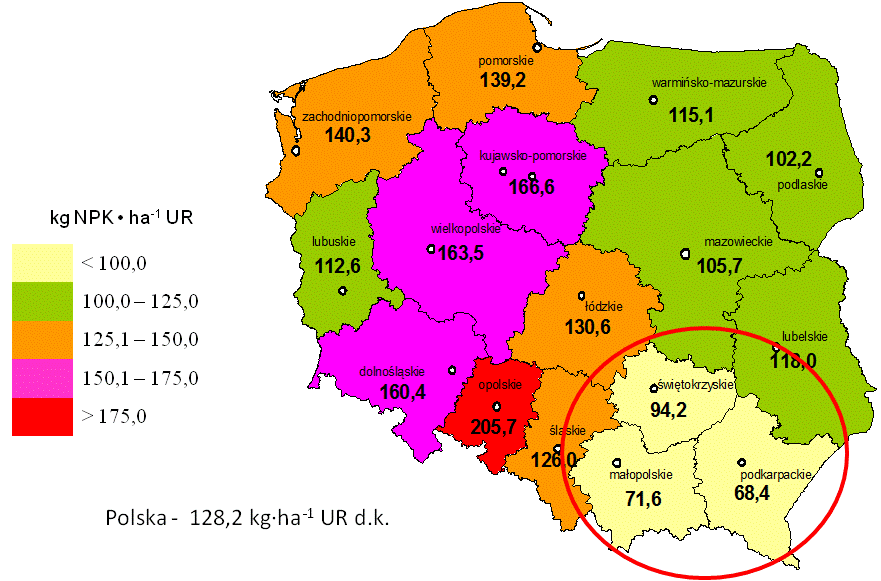 pomorskie
139,2
warmińsko-mazurskie
115,1
zachodniopomorskie
140,3
kujawsko-pomorskie
166,6
102,2
podlaskie
kg NPK • ha-1 UR
< 100,0
100,0 – 125,0
125,1 – 150,0
150,1 – 175,0
> 175,0
lubuskie
112,6
wielkopolskie
163,5
mazowieckie
105,7
łódzkie
130,6
lubelskie
118,0
dolnośląskie
160,4
opolskie
205,7
śląskie
126,0
świętokrzyskie
94,2
małopolskie
71,6
podkarpackie
68,4
Polska - 128,2 kg·ha-1 UR d.k.